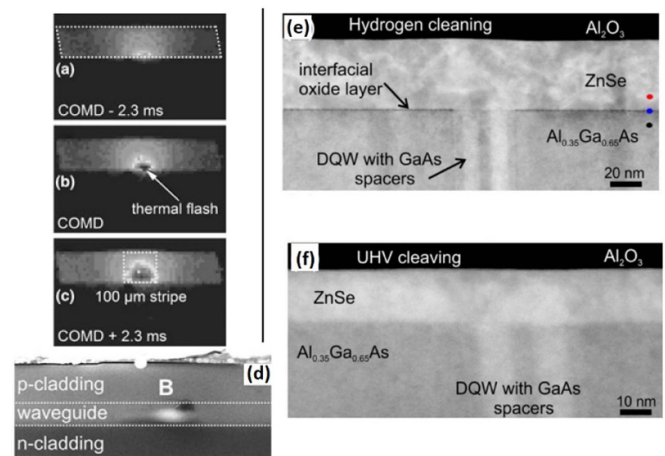 (a)
COMD - 2.3 ms
(b)
thermal flash
COMD
(c)
100 µm stripe
COMD + 2.3 ms
(d)
p-cladding
B
waveguide
n-cladding
(e)
Hydrogen cleaning
Al₂O₃
interfacial
oxide layer
ZnSe
Al₀.₃₅Ga₀.₆₅As
DQW with GaAs
spacers
20 nm
(f)
UHV cleaving
Al₂O₃
ZnSe
Al₀.₃₅Ga₀.₆₅As
DQW with GaAs
spacers
10 nm